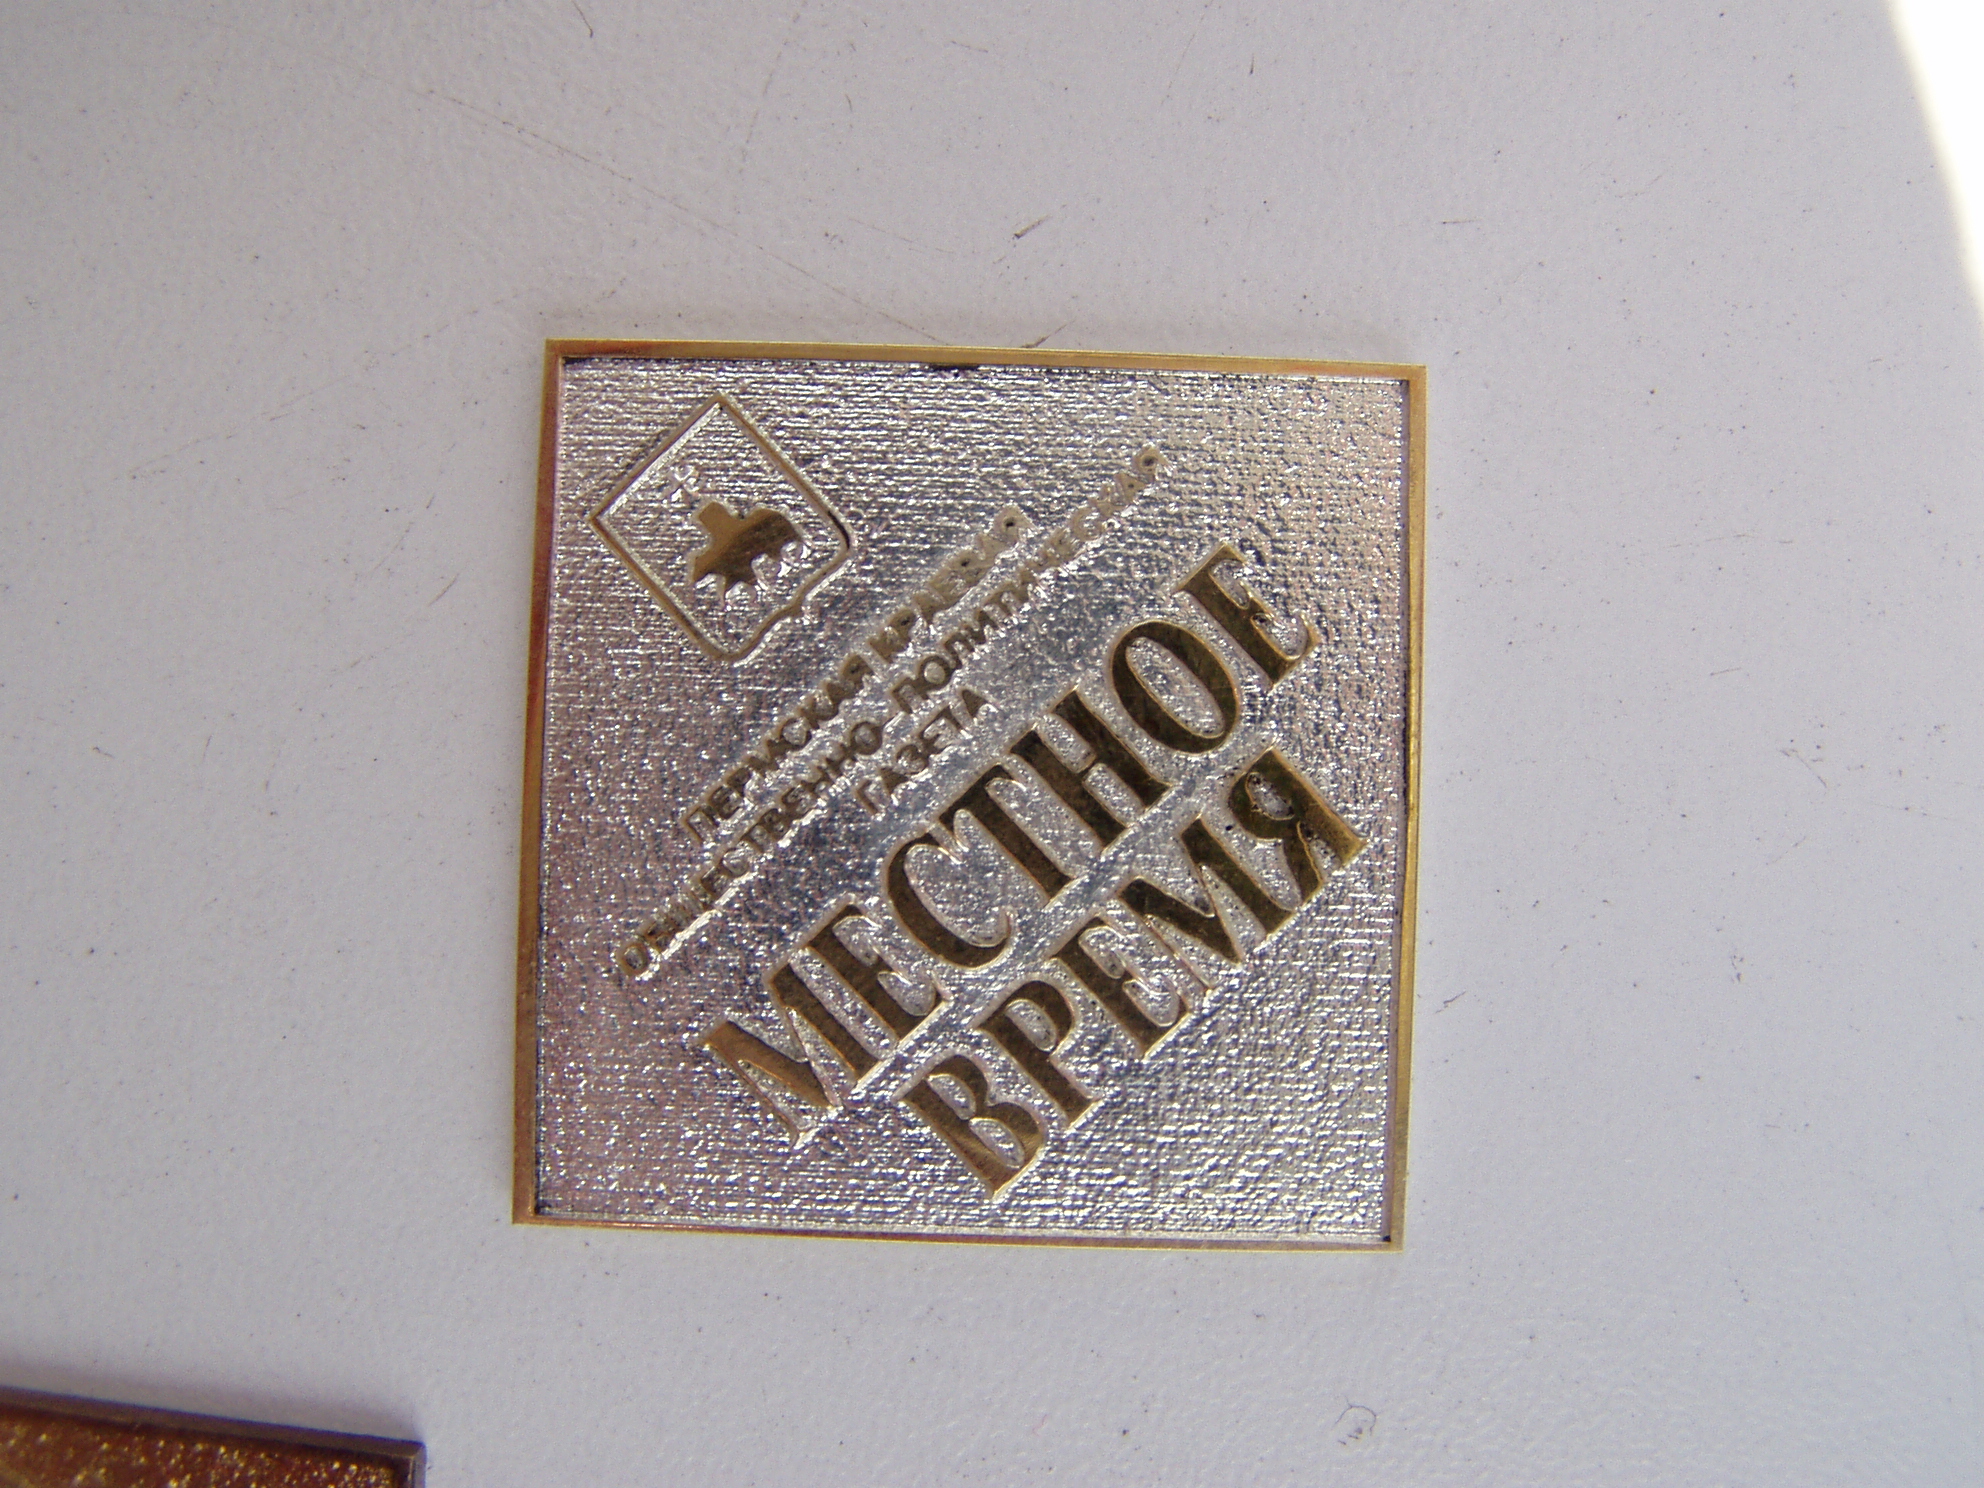 ПЕРМСКАЯ КРАЕВАЯ
ОБЩЕСТВЕННО-ПОЛИТИЧЕСКАЯ
ГАЗЕТА
МЕСТНОЕ
ВРЕМЯ